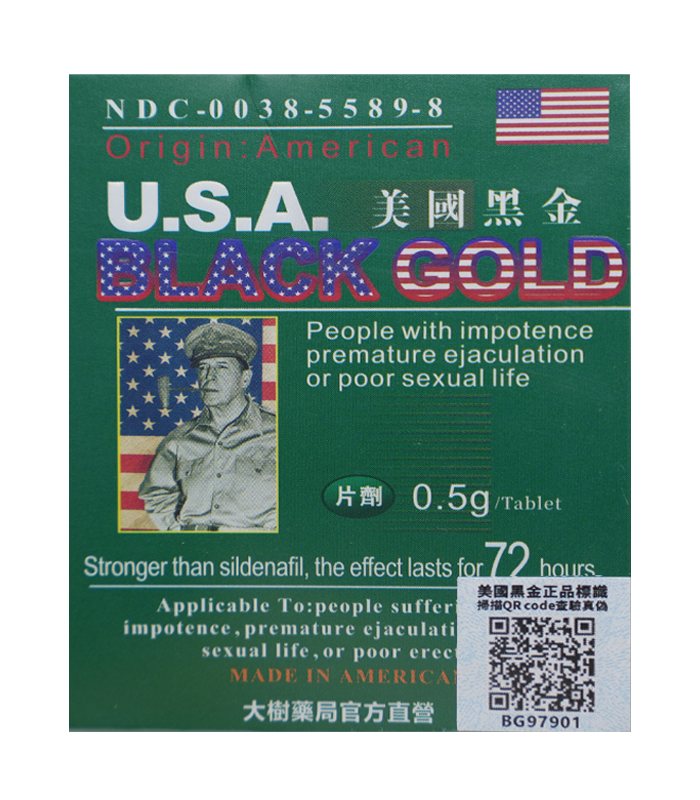 NDC-0038-5589-8
Origin:American
U.S.A. 美國黑金
BLACK GOLD
People with impotence
premature ejaculation
or poor sexual life
片劑 0.5g/Tablet
Stronger than sildenafil, the effect lasts for 72 hours
Applicable To:people sufferi
impotence,premature ejaculati
sexual life,or poor erect
MADE IN AMERICAN
大樹藥局官方直營
美國黑金正品標識
掃描QR code查驗真偽
BG97901